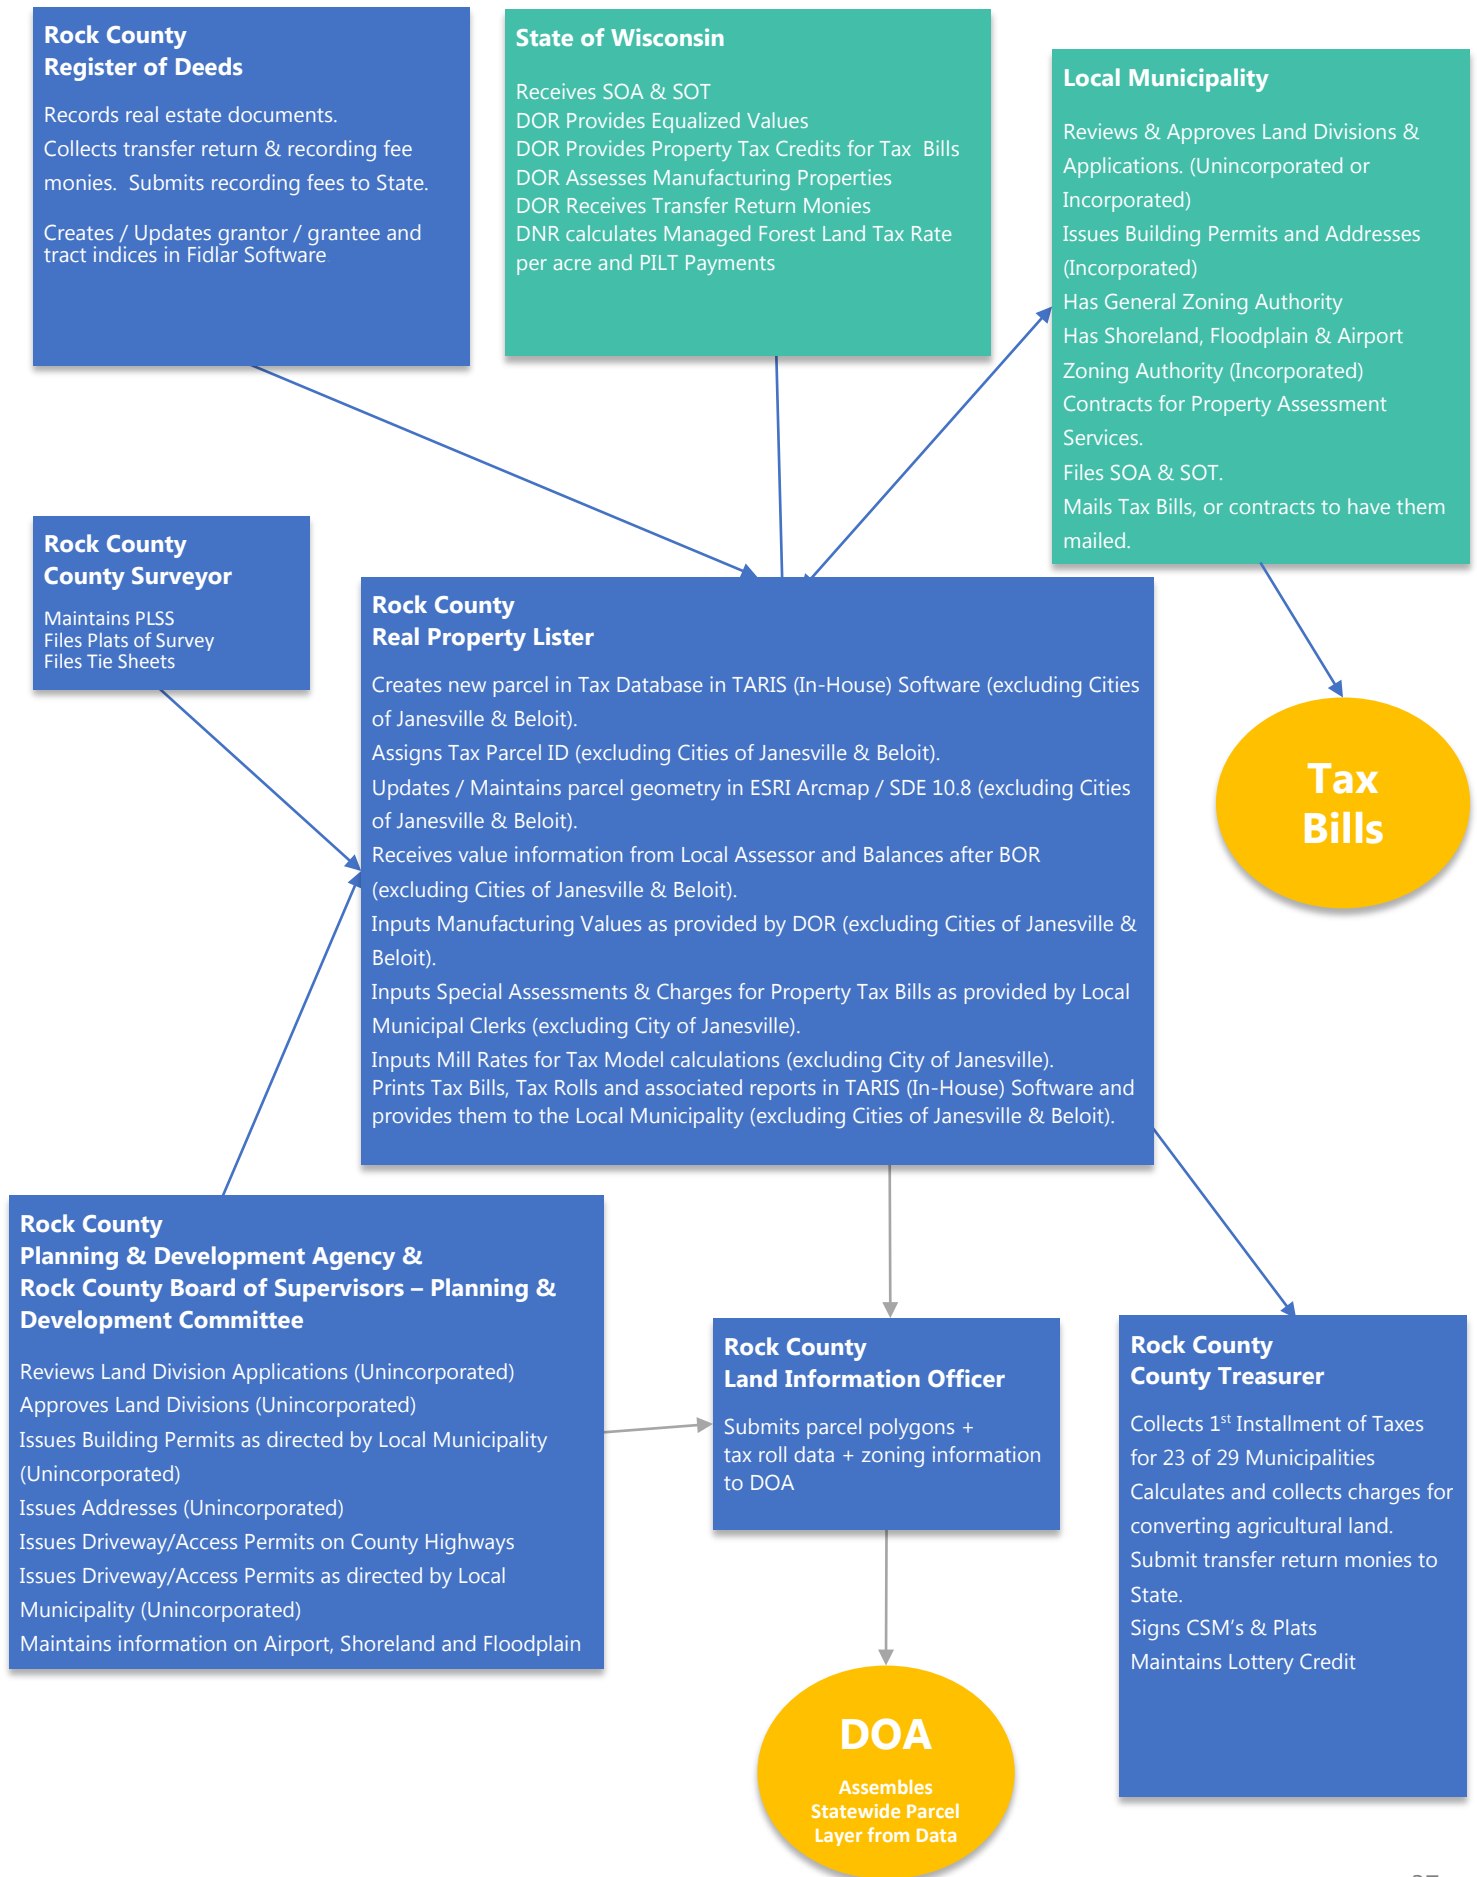 Rock County
Register of Deeds
Records real estate documents.
Collects transfer return & recording fee
monies.  Submits recording fees to State.
Creates / Updates grantor / grantee and
tract indices in Fidlar Software
State of Wisconsin
Receives SOA & SOT
DOR Provides Equalized Values
DOR Provides Property Tax Credits for Tax  Bills
DOR Assesses Manufacturing Properties
DOR Receives Transfer Return Monies
DNR calculates Managed Forest Land Tax Rate
per acre and PILT Payments
Local Municipality
Reviews & Approves Land Divisions &
Applications. (Unincorporated or
Incorporated)
Issues Building Permits and Addresses
(Incorporated)
Has General Zoning Authority
Has Shoreland, Floodplain & Airport
Zoning Authority (Incorporated)
Contracts for Property Assessment
Services.
Files SOA & SOT.
Mails Tax Bills, or contracts to have them
mailed.
Rock County
County Surveyor
Maintains PLSS
Files Plats of Survey
Files Tie Sheets
Rock County
Real Property Lister
Creates new parcel in Tax Database in TARIS (In-House) Software (excluding Cities
of Janesville & Beloit).
Assigns Tax Parcel ID (excluding Cities of Janesville & Beloit).
Updates / Maintains parcel geometry in ESRI Arcmap / SDE 10.8 (excluding Cities
of Janesville & Beloit).
Receives value information from Local Assessor and Balances after BOR
(excluding Cities of Janesville & Beloit).
Inputs Manufacturing Values as provided by DOR (excluding Cities of Janesville &
Beloit).
Inputs Special Assessments & Charges for Property Tax Bills as provided by Local
Municipal Clerks (excluding City of Janesville).
Inputs Mill Rates for Tax Model calculations (excluding City of Janesville).
Prints Tax Bills, Tax Rolls and associated reports in TARIS (In-House) Software and
provides them to the Local Municipality (excluding Cities of Janesville & Beloit).
Tax
Bills
Rock County
Planning & Development Agency &
Rock County Board of Supervisors – Planning &
Development Committee
Reviews Land Division Applications (Unincorporated)
Approves Land Divisions (Unincorporated)
Issues Building Permits as directed by Local Municipality
(Unincorporated)
Issues Addresses (Unincorporated)
Issues Driveway/Access Permits on County Highways
Issues Driveway/Access Permits as directed by Local
Municipality (Unincorporated)
Maintains information on Airport, Shoreland and Floodplain
Rock County
Land Information Officer
Submits parcel polygons +
tax roll data + zoning information
to DOA
Rock County
County Treasurer
Collects 1st Installment of Taxes
for 23 of 29 Municipalities
Calculates and collects charges for
converting agricultural land.
Submit transfer return monies to
State.
Signs CSM's & Plats
Maintains Lottery Credit
DOA
Assembles
Statewide Parcel
Layer from Data